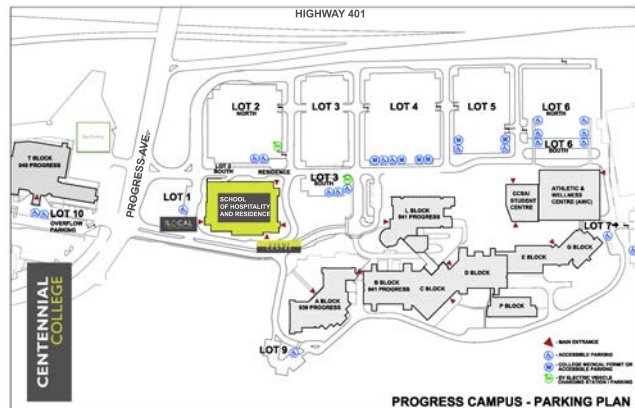 HIGHWAY 401
PROGRESS AVE.
LOT 2
NORTH
LOT 3
LOT 4
LOT 5
LOT 6
NORTH
LOT 6
SOUTH
T BLOCK
940 PROGRESS
LOT 2
SOUTH
RESIDENCE
LOT 3
SOUTH
LOT 1
SCHOOL
OF HOSPITALITY
AND RESIDENCE
LOCAL
LOT 10
OVERFLOW
PARKING
L BLOCK
941 PROGRESS
CCSAI
STUDENT
CENTRE
ATHLETIC &
WELLNESS
CENTRE (AWC)
LOT 7
G BLOCK
E BLOCK
D BLOCK
C BLOCK
B BLOCK
941 PROGRESS
A BLOCK
939 PROGRESS
P BLOCK
LOT 9
CENTENNIAL
COLLEGE
- MAIN ENTRANCE
- ACCESSIBLE PARKING
- COLLEGE MEDICAL PERMIT OR
ACCESSIBLE PARKING
- EV ELECTRIC VEHICLE
CHARGING STATION / PARKING
PROGRESS CAMPUS - PARKING PLAN